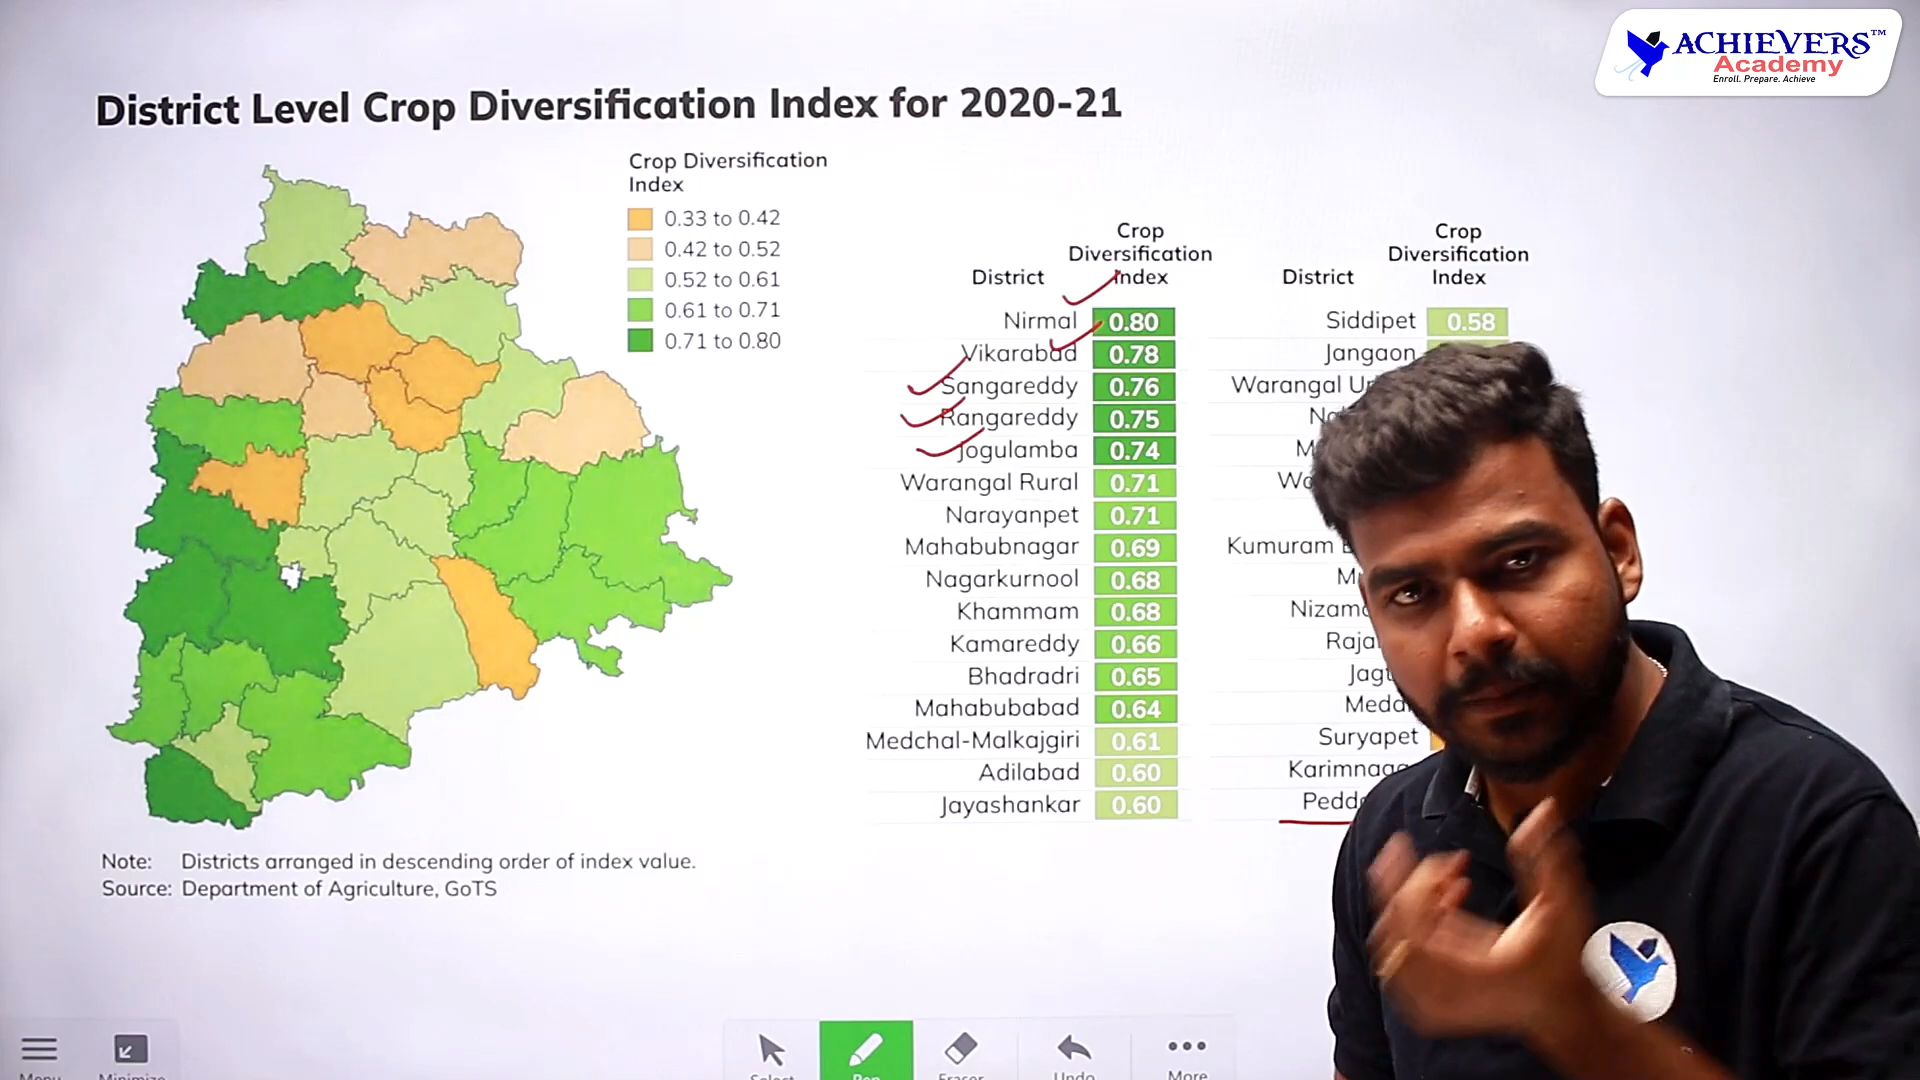 ACHIEVERS™
Academy
Enroll. Prepare. Achieve
District Level Crop Diversification Index for 2020-21
Crop Diversification
Index
0.33 to 0.42
0.42 to 0.52
0.52 to 0.61
0.61 to 0.71
0.71 to 0.80
District
Crop
Diversification
Index
Nirmal 0.80
Vikarabad 0.78
Sangareddy 0.76
Rangareddy 0.75
Jogulamba 0.74
Warangal Rural 0.71
Narayanpet 0.71
Mahabubnagar 0.69
Nagarkurnool 0.68
Khammam 0.68
Kamareddy 0.66
Bhadradri 0.65
Mahabubabad 0.64
Medchal-Malkajgiri 0.61
Adilabad 0.60
Jayashankar 0.60
District
Crop
Diversification
Index
Siddipet 0.58
Jangaon
Warangal
Kumuram
Suryapet
Note: Districts arranged in descending order of index value.
Source: Department of Agriculture, GoTS
Menu
Minimize
Select
Pen
Eraser
Undo
More